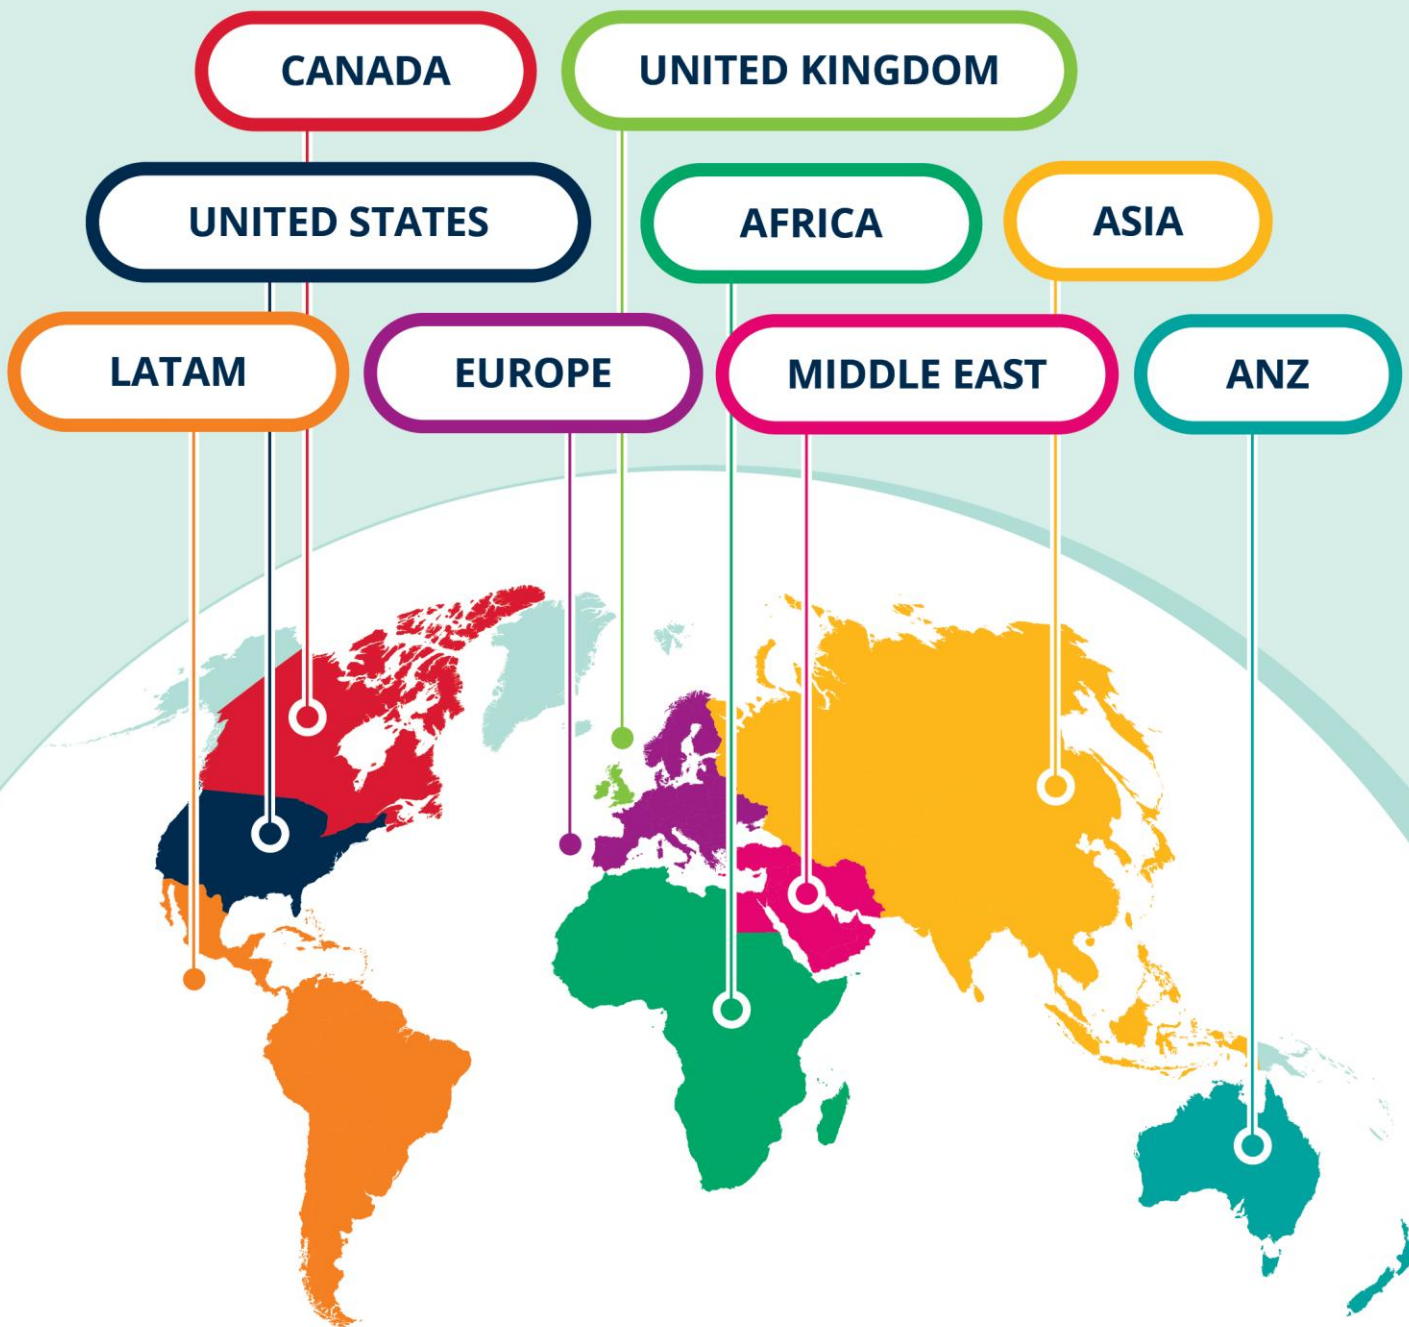 CANADA
UNITED KINGDOM
UNITED STATES
AFRICA
ASIA
LATAM
EUROPE
MIDDLE EAST
ANZ